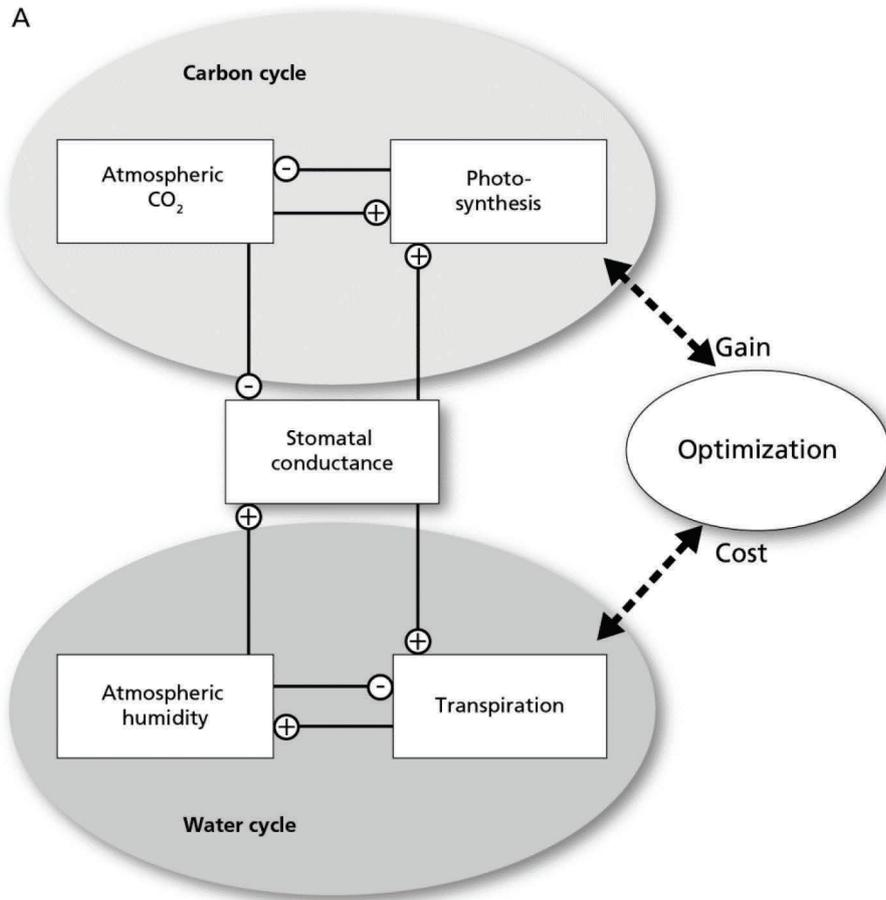 A
Carbon cycle
Atmospheric
CO₂
-
+
Photo-
synthesis
+
-
Gain
Stomatal
conductance
Optimization
+
Cost
+
Atmospheric
humidity
-
+
Transpiration
Water cycle